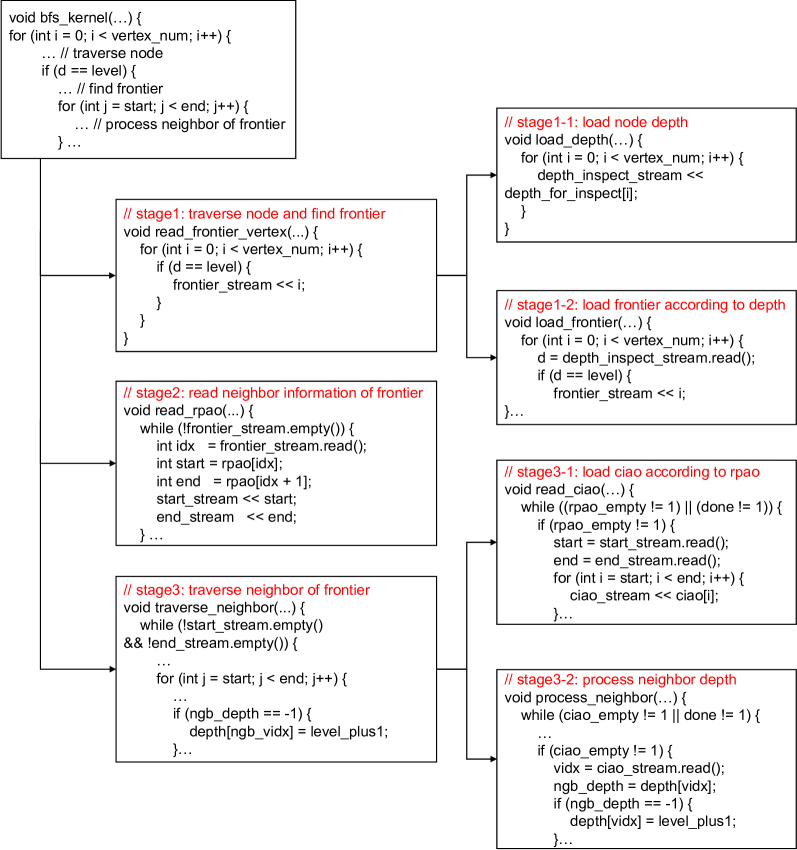 void bfs_kernel(…) {
for (int i = 0; i < vertex_num; i++) {
… // traverse node
if (d == level) {
… // find frontier
for (int j = start; j < end; j++) {
… // process neighbor of frontier
} …
// stage1: traverse node and find frontier
void read_frontier_vertex(...) {
for (int i = 0; i < vertex_num; i++) {
if (d == level) {
frontier_stream << i;
}
}
}
// stage2: read neighbor information of frontier
void read_rpao(...) {
while (!frontier_stream.empty()) {
int idx = frontier_stream.read();
int start = rpao[idx];
int end = rpao[idx + 1];
start_stream << start;
end_stream << end;
} …
// stage3: traverse neighbor of frontier
void traverse_neighbor(...) {
while (!start_stream.empty()
&& !end_stream.empty()) {
…
for (int j = start; j < end; j++) {
…
if (ngb_depth == -1) {
depth[ngb_vidx] = level_plus1;
}…
// stage1-1: load node depth
void load_depth(…) {
for (int i = 0; i < vertex_num; i++) {
depth_inspect_stream <<
depth_for_inspect[i];
}
}
// stage1-2: load frontier according to depth
void load_frontier(…) {
for (int i = 0; i < vertex_num; i++) {
d = depth_inspect_stream.read();
if (d == level) {
frontier_stream << i;
}…
// stage3-1: load ciao according to rpao
void read_ciao(…) {
while ((rpao_empty != 1) || (done != 1)) {
if (rpao_empty != 1) {
start = start_stream.read();
end = end_stream.read();
for (int i = start; i < end; i++) {
ciao_stream << ciao[i];
}…
// stage3-2: process neighbor depth
void process_neighbor(…) {
while (ciao_empty != 1 || done != 1) {
…
if (ciao_empty != 1) {
vidx = ciao_stream.read();
ngb_depth = depth[vidx];
if (ngb_depth == -1) {
depth[vidx] = level_plus1;
}…